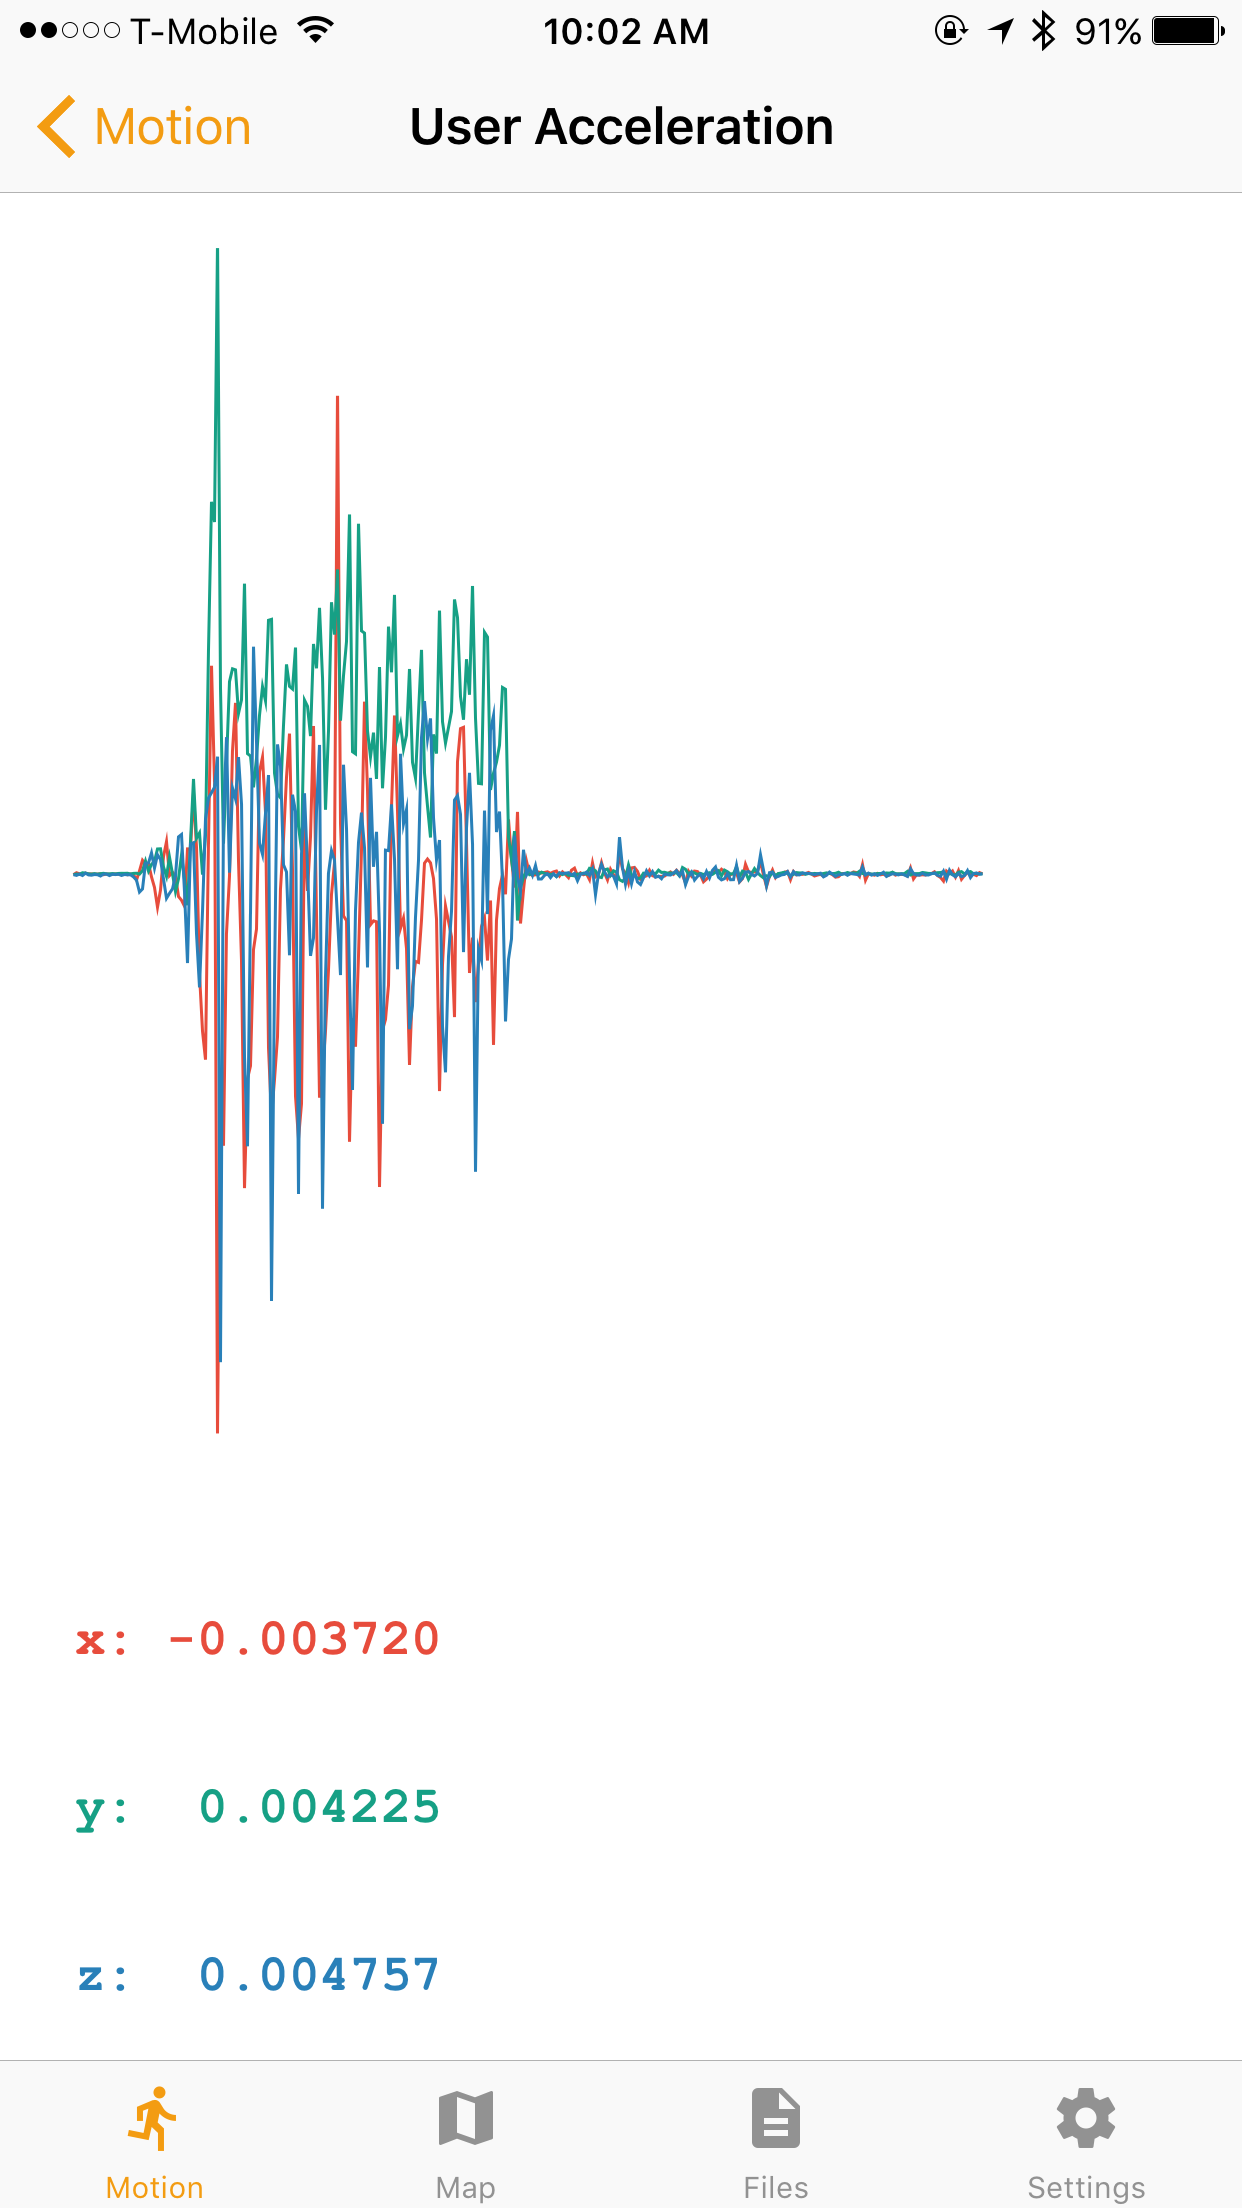 T-Mobile 10:02 AM 91%
Motion User Acceleration
x: -0.003720
y: 0.004225
z: 0.004757
Motion Map Files Settings